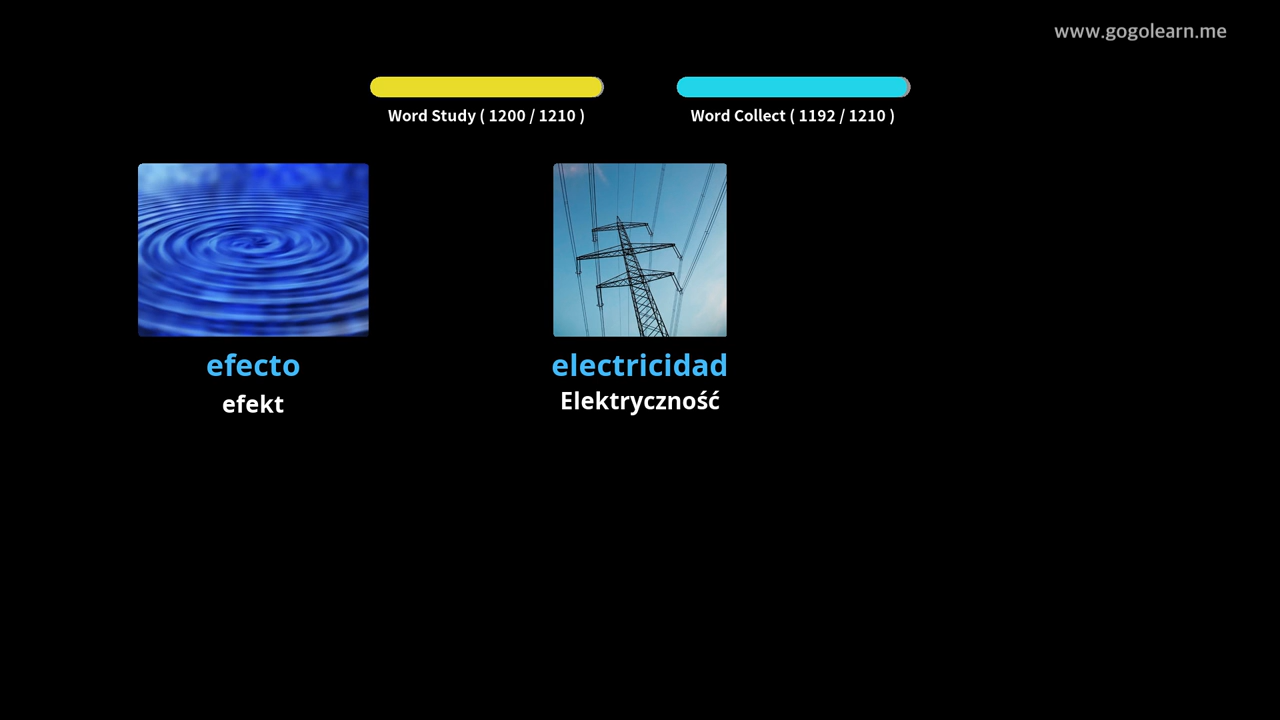 www.gogolearn.me
Word Study ( 1200 / 1210 )
Word Collect ( 1192 / 1210 )
efecto
efekt
electricidad
Elektryczność